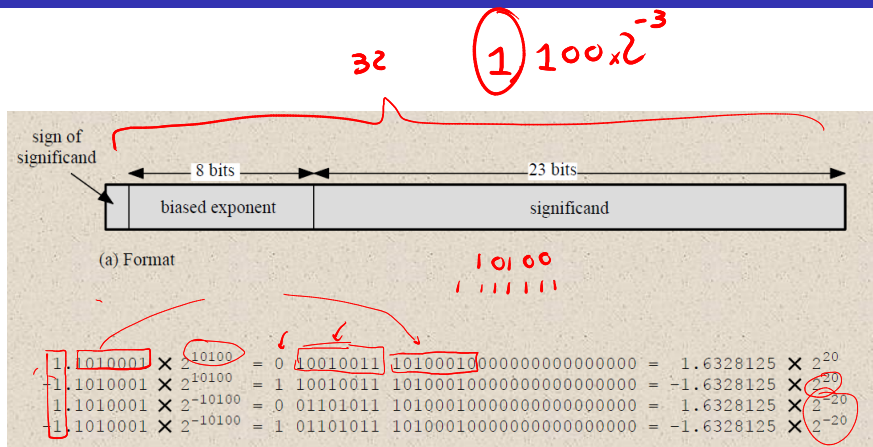 32 1.100x2^-3
sign of
significand
8 bits 23 bits
biased exponent significand
(a) Format
10100
1111111
1.1010001 × 2^10100 = 0 10010011 10100010000000000000000 = 1.6328125 × 2^20
-1.1010001 × 2^10100 = 1 10010011 10100010000000000000000 = -1.6328125 × 2^20
1.1010001 × 2^-10100 = 0 01101011 10100010000000000000000 = 1.6328125 × 2^-20
-1.1010001 × 2^-10100 = 1 01101011 10100010000000000000000 = -1.6328125 × 2^-20